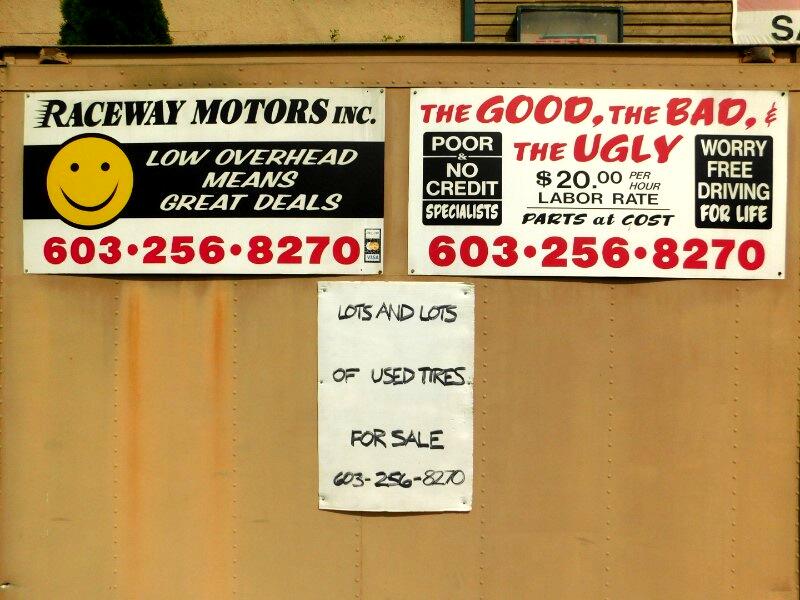 RACEWAY MOTORS INC.
LOW OVERHEAD
MEANS
GREAT DEALS
603•256•8270
VISA
THE GOOD, THE BAD, &
THE UGLY
POOR
&
NO
CREDIT
SPECIALISTS
$20.00 PER HOUR
LABOR RATE
PARTS at COST
WORRY
FREE
DRIVING
FOR LIFE
603•256•8270
LOTS AND LOTS
OF USED TIRES
FOR SALE
603-256-8270